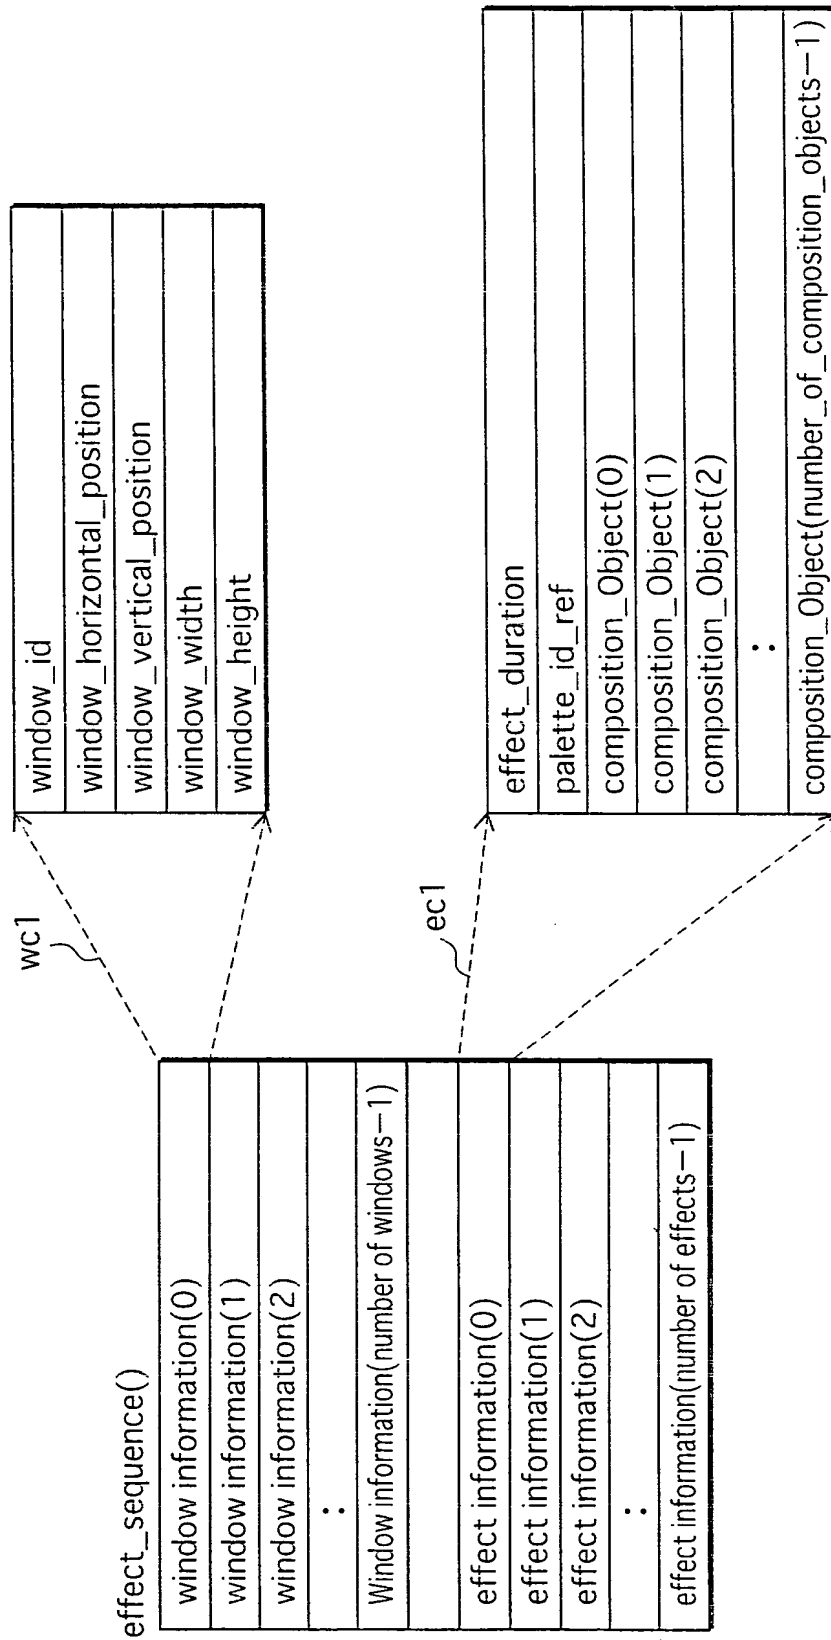 effect_sequence()
window information(0)
window information(1)
window information(2)
:
Window information(number of windows—1)
effect information(0)
effect information(1)
effect information(2)
:
effect information(number of effects—1)
wc1
window_id
window_horizontal_position
window_vertical_position
window_width
window_height
ec1
effect_duration
palette_id_ref
composition_Object(0)
composition_Object(1)
composition_Object(2)
:
composition_Object(number_of_composition_objects—1)